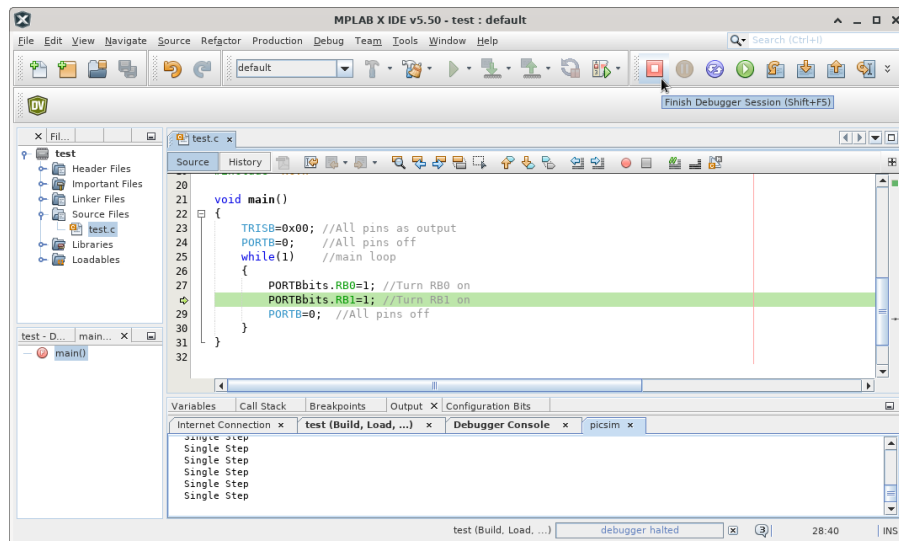 MPLAB X IDE v5.50 - test : default
File Edit View Navigate Source Refactor Production Debug Team Tools Window Help
Search (Ctrl+I)
default
Finish Debugger Session (Shift+F5)
DV
Fil...
test
Header Files
Important Files
Linker Files
Source Files
test.c
Libraries
Loadables
test - D... main...
main()
test.c
Source History
20
21 void main()
22 {
23 TRISB=0x00; //All pins as output
24 PORTB=0; //All pins off
25 while(1) //main loop
26 {
27 PORTBbits.RB0=1; //Turn RB0 on
PORTBbits.RB1=1; //Turn RB1 on
29 PORTB=0; //All pins off
30 }
31 }
32
Variables Call Stack Breakpoints Output Configuration Bits
Internet Connection test (Build, Load, ...) Debugger Console picsim
Single Step
Single Step
Single Step
Single Step
Single Step
Single Step
test (Build, Load, ...) debugger halted 3 28:40 INS